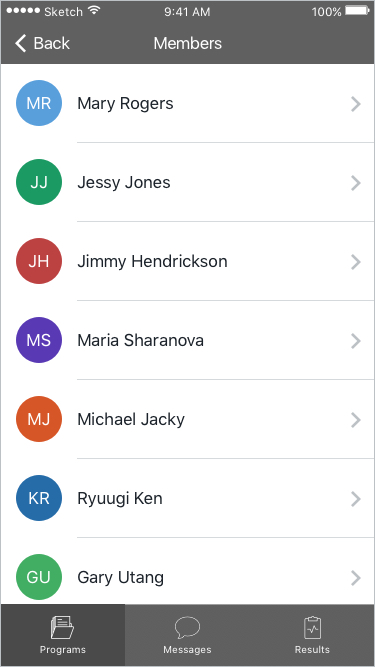 Sketch 9:41 AM 100%
Back Members
MR Mary Rogers
JJ Jessy Jones
JH Jimmy Hendrickson
MS Maria Sharanova
MJ Michael Jacky
KR Ryuugi Ken
GU Gary Utang
Programs Messages Results